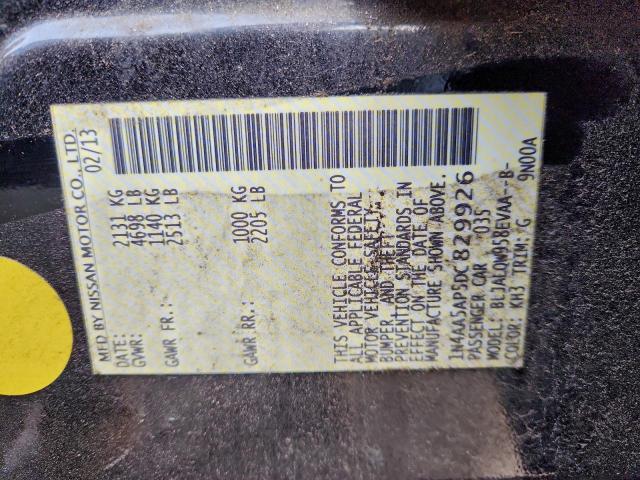 MFD BY NISSAN MOTOR CO., LTD.
DATE: 02/13
GVWR: 2131 KG
4698 LB
GAWR FR.: 1140 KG
2513 LB
GAWR RR.: 1000 KG
2205 LB
THIS VEHICLE CONFORMS TO
ALL APPLICABLE FEDERAL
MOTOR VEHICLE SAFETY,
BUMPER, AND THEFT
PREVENTION STANDARDS IN
EFFECT ON THE DATE OF
MANUFACTURE SHOWN ABOVE.
1N4AA5AP5DC829926
PASSENGER CAR 035
MODEL: BLJALQW958EVAA--B-
COLOR: KH3 TRIM: G 9N00A